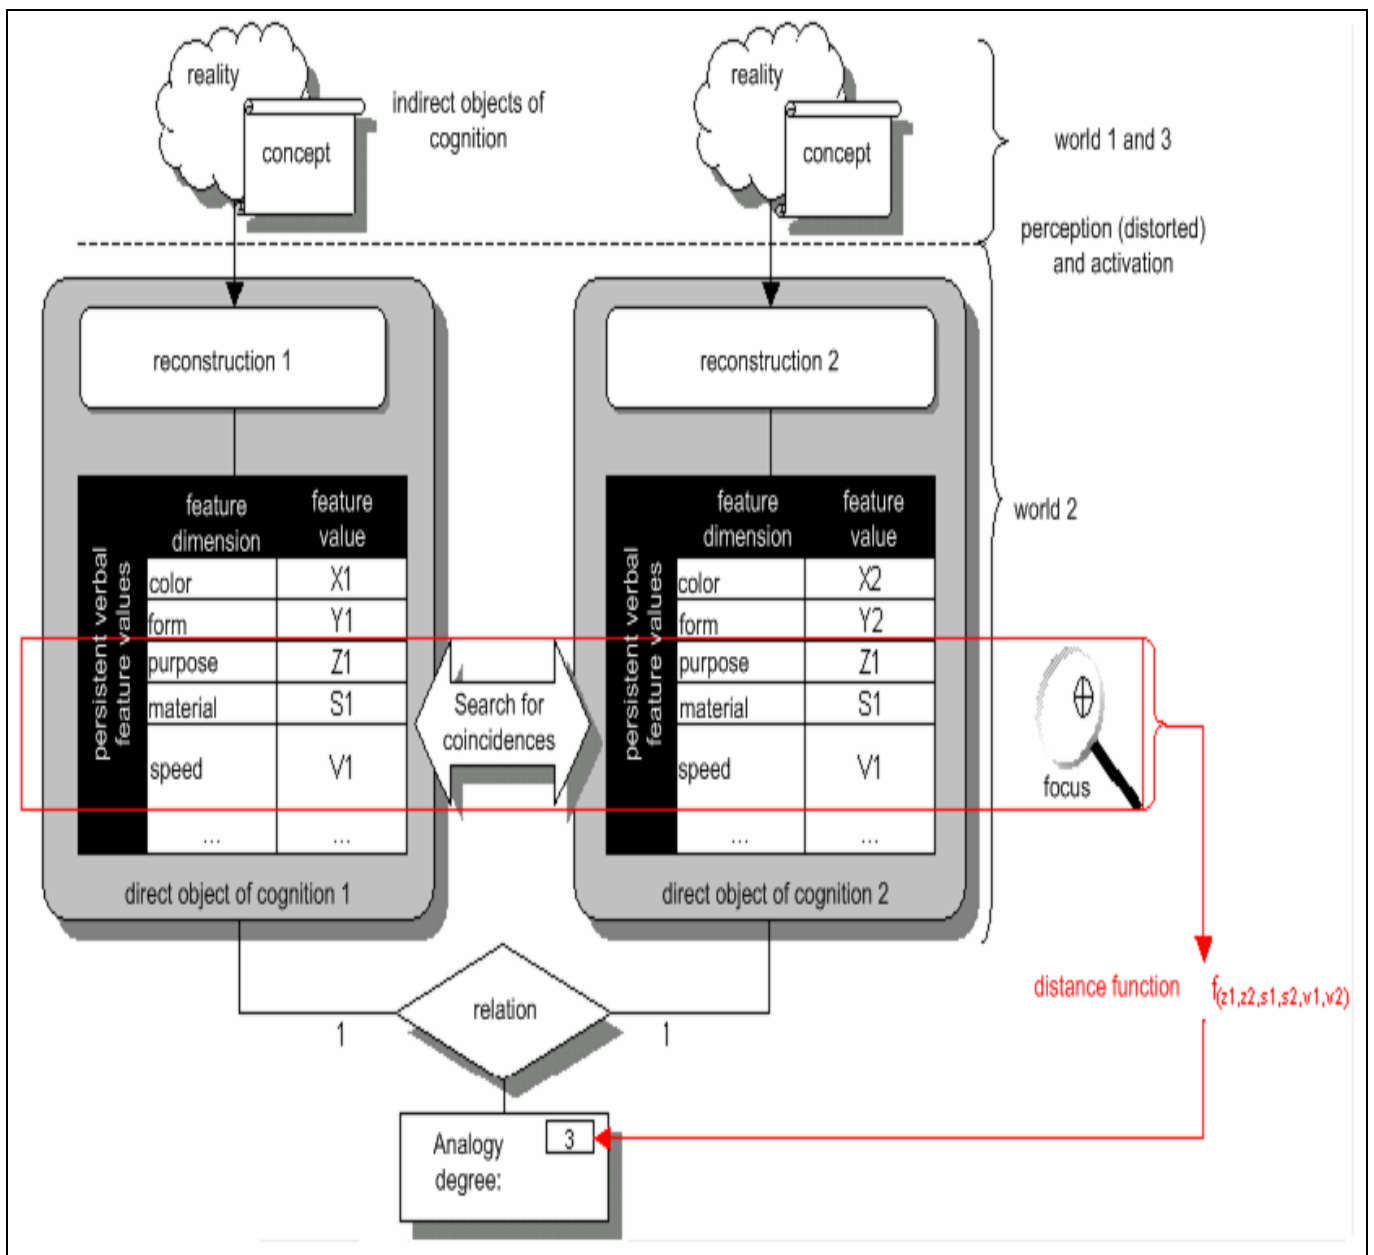 reality
concept
indirect objects of
cognition
reality
concept
world 1 and 3
perception (distorted)
and activation
reconstruction 1
reconstruction 2
persistent verbal
feature values
feature
dimension
feature
value
color
X1
form
Y1
purpose
Z1
material
S1
speed
V1
...
...
direct object of cognition 1
Search for
coincidences
persistent verbal
feature values
feature
dimension
feature
value
color
X2
form
Y2
purpose
Z1
material
S1
speed
V1
...
...
direct object of cognition 2
world 2
focus
distance function
f(z1,z2,s1,s2,v1,v2)
relation
1
1
Analogy
degree:
3